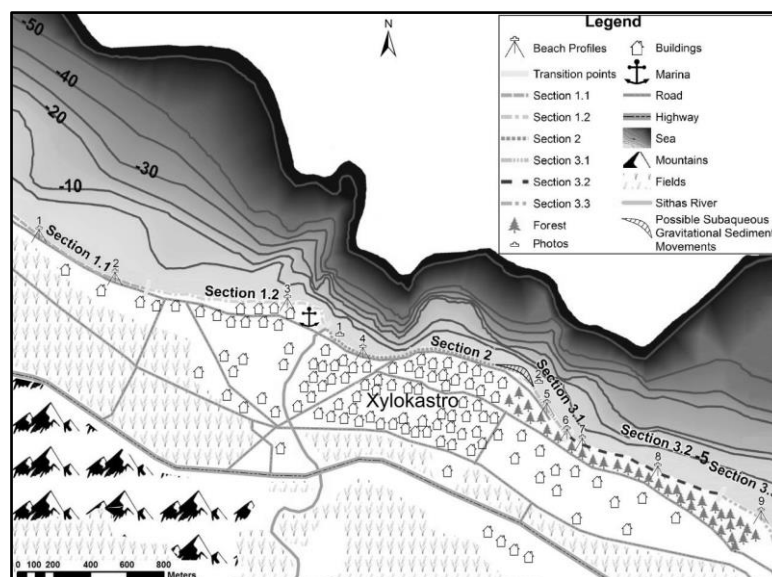 -50
-40
-20
-30
-10
N
Legend
Beach Profiles
Transition points
Section 1.1
Section 1.2
Section 2
Section 3.1
Section 3.2
Section 3.3
Forest
Photos
Buildings
Marina
Road
Highway
Sea
Mountains
Fields
Sithas River
Possible Subaqueous
Gravitational Sediment
Movements
1
Section 1.1
2
Section 1.2
3
1
4
Section 2
2
Section 3.1
5
6
7
Xylokastro
Section 3.2
-5
Section 3..
8
9
0 100 200 400 600 800
Meters